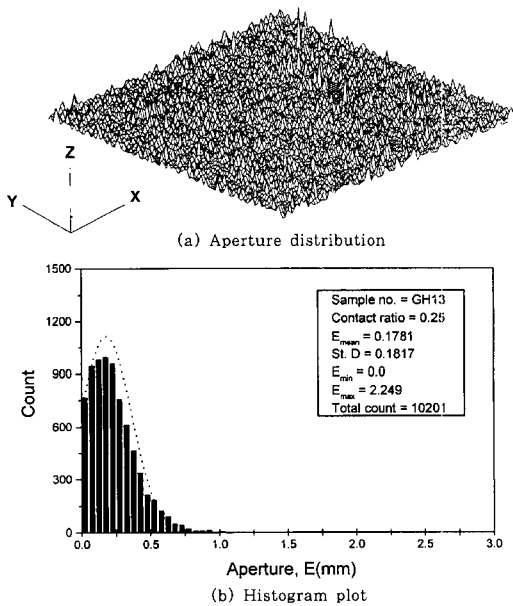 Z
Y
X
(a) Aperture distribution
1500
1200
900
600
300
0
Count
Sample no. = GH13
Contact ratio = 0.25
E_mean = 0.1781
St. D = 0.1817
E_min = 0.0
E_max = 2.249
Total count = 10201
0.0 0.5 1.0 1.5 2.0 2.5 3.0
Aperture, E(mm)
(b) Histogram plot